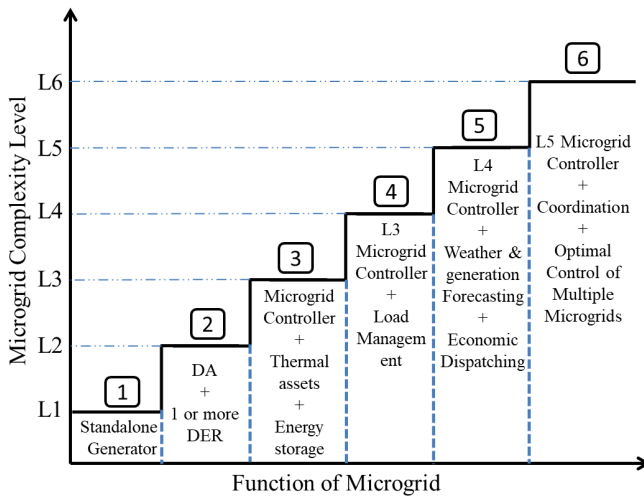 Microgrid Complexity Level
L6
L5
L4
L3
L2
L1
1
Standalone
Generator
2
DA
+
1 or more
DER
3
Microgrid
Controller
+
Thermal
assets
+
Energy
storage
4
L3
Microgrid
Controller
+
Load
Managem
ent
5
L4
Microgrid
Controller
+
Weather &
generation
Forecasting
+
Economic
Dispatching
6
L5 Microgrid
Controller
+
Coordination
+
Optimal
Control of
Multiple
Microgrids
Function of Microgrid